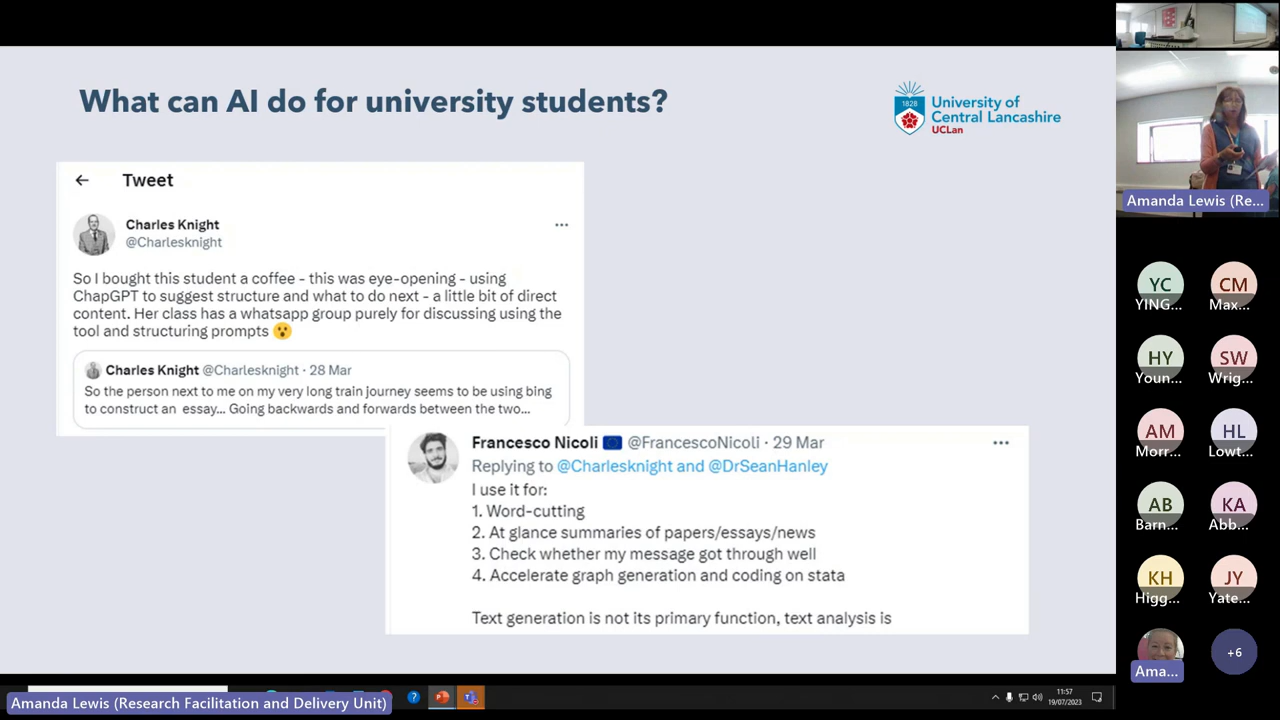 What can AI do for university students?
1828
University of
Central Lancashire
UCLan
← Tweet
Charles Knight
@Charlesknight
So I bought this student a coffee - this was eye-opening - using
ChapGPT to suggest structure and what to do next - a little bit of direct
content. Her class has a whatsapp group purely for discussing using the
tool and structuring prompts 😮
Charles Knight @Charlesknight · 28 Mar
So the person next to me on my very long train journey seems to be using bing
to construct an essay... Going backwards and forwards between the two...
Francesco Nicoli 🇪🇺 @FrancescoNicoli · 29 Mar
Replying to @Charlesknight and @DrSeanHanley
I use it for:
1. Word-cutting
2. At glance summaries of papers/essays/news
3. Check whether my message got through well
4. Accelerate graph generation and coding on stata
Text generation is not its primary function, text analysis is
Amanda Lewis (Re...
YC
YING...
CM
Max...
HY
Youn...
SW
Wrig...
AM
Morr...
HL
Lowt...
AB
Barn...
KA
Abb...
KH
Higg...
JY
Yate...
Ama...
+6
Amanda Lewis (Research Facilitation and Delivery Unit)
11:57
19/07/2023